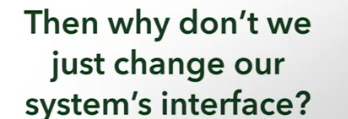 Then why don’t we
just change our
system’s interface?